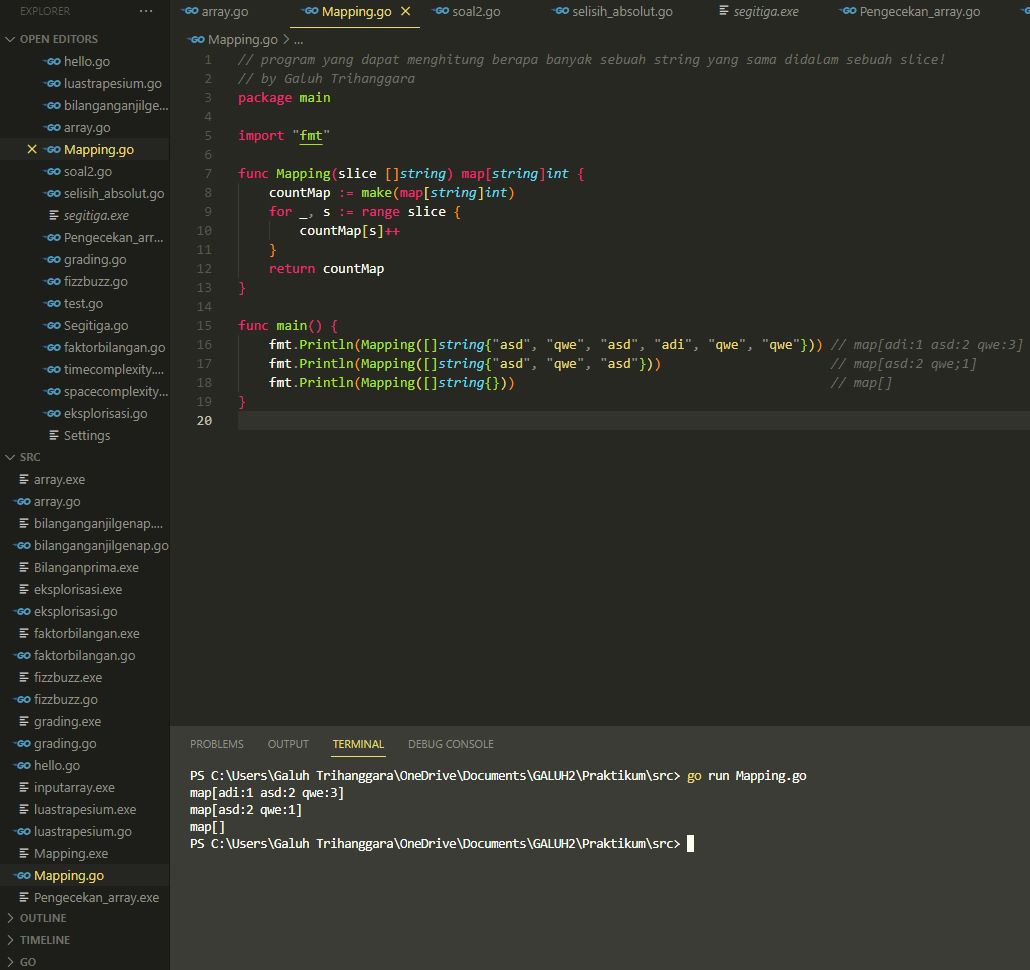 EXPLORER ...
array.go Mapping.go × soal2.go selisih_absolut.go segitiga.exe Pengecekan_array.go
OPEN EDITORS
hello.go
luastrapesium.go
bilanganganjilge...
array.go
Mapping.go
soal2.go
selisih_absolut.go
segitiga.exe
Pengecekan_arr...
grading.go
fizzbuzz.go
test.go
Segitiga.go
faktorbilangan.go
timecomplexity....
spacecomplexity...
eksplorisasi.go
Settings
SRC
array.exe
array.go
bilanganganjilgenap....
bilanganganjilgenap.go
Bilanganprima.exe
eksplorisasi.exe
eksplorisasi.go
faktorbilangan.exe
faktorbilangan.go
fizzbuzz.exe
fizzbuzz.go
grading.exe
grading.go
hello.go
inputarray.exe
luastrapesium.exe
luastrapesium.go
Mapping.exe
Mapping.go
Pengecekan_array.exe
OUTLINE
TIMELINE
GO
Mapping.go > ...
1 // program yang dapat menghitung berapa banyak sebuah string yang sama didalam sebuah slice!
2 // by Galuh Trihanggara
3 package main
4
5 import "fmt"
6
7 func Mapping(slice []string) map[string]int {
8 countMap := make(map[string]int)
9 for _, s := range slice {
10 countMap[s]++
11 }
12 return countMap
13 }
14
15 func main() {
16 fmt.Println(Mapping([]string{"asd", "qwe", "asd", "adi", "qwe", "qwe"})) // map[adi:1 asd:2 qwe:3]
17 fmt.Println(Mapping([]string{"asd", "qwe", "asd"})) // map[asd:2 qwe;1]
18 fmt.Println(Mapping([]string{})) // map[]
19 }
20
PROBLEMS OUTPUT TERMINAL DEBUG CONSOLE
PS C:\Users\Galuh Trihanggara\OneDrive\Documents\GALUH2\Praktikum\src> go run Mapping.go
map[adi:1 asd:2 qwe:3]
map[asd:2 qwe:1]
map[]
PS C:\Users\Galuh Trihanggara\OneDrive\Documents\GALUH2\Praktikum\src>